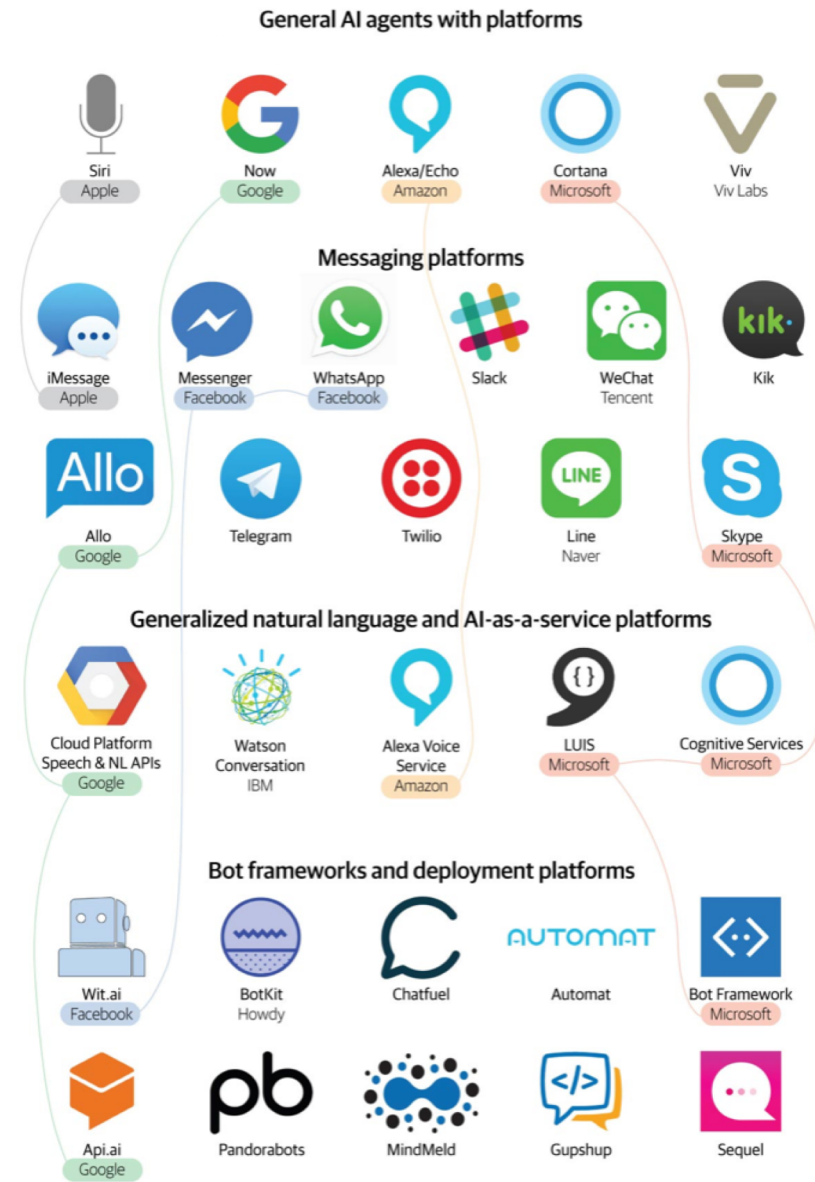 General AI agents with platforms
Siri
Apple
Now
Google
Alexa/Echo
Amazon
Cortana
Microsoft
Viv
Viv Labs
Messaging platforms
iMessage
Apple
Messenger
Facebook
WhatsApp
Facebook
Slack
WeChat
Tencent
kik·
Kik
Allo
Allo
Google
Telegram
Twilio
LINE
Line
Naver
S
Skype
Microsoft
Generalized natural language and AI-as-a-service platforms
Cloud Platform
Speech & NL APIs
Google
Watson
Conversation
IBM
Alexa Voice
Service
Amazon
{}
LUIS
Microsoft
Cognitive Services
Microsoft
Bot frameworks and deployment platforms
Wit.ai
Facebook
BotKit
Howdy
Chatfuel
AUTOMAT
Automat
Bot Framework
Microsoft
Api.ai
Google
pb
Pandorabots
MindMeld
</>
Gupshup
Sequel